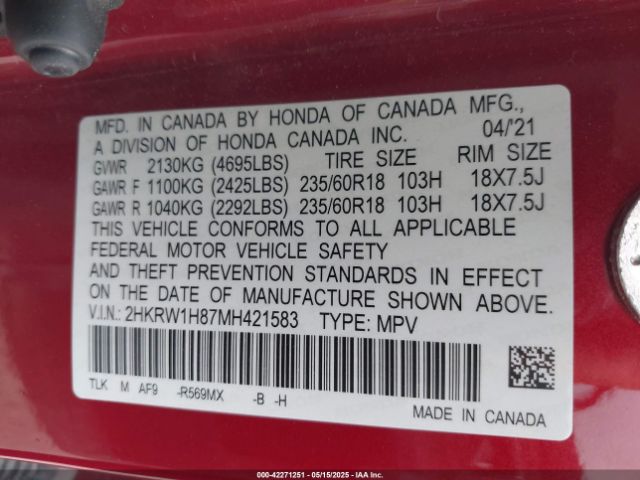 MFD. IN CANADA BY HONDA OF CANADA MFG.,
A DIVISION OF HONDA CANADA INC. 04/'21
GVWR 2130KG (4695LBS) TIRE SIZE RIM SIZE
GAWR F 1100KG (2425LBS) 235/60R18 103H 18X7.5J
GAWR R 1040KG (2292LBS) 235/60R18 103H 18X7.5J
THIS VEHICLE CONFORMS TO ALL APPLICABLE
FEDERAL MOTOR VEHICLE SAFETY
AND THEFT PREVENTION STANDARDS IN EFFECT
ON THE DATE OF MANUFACTURE SHOWN ABOVE.
V.I.N.: 2HKRW1H87MH421583 TYPE: MPV
TLK M AF9 -R569MX -B -H
MADE IN CANADA
000-42271251 - 05/15/2025 - IAAI, Inc.